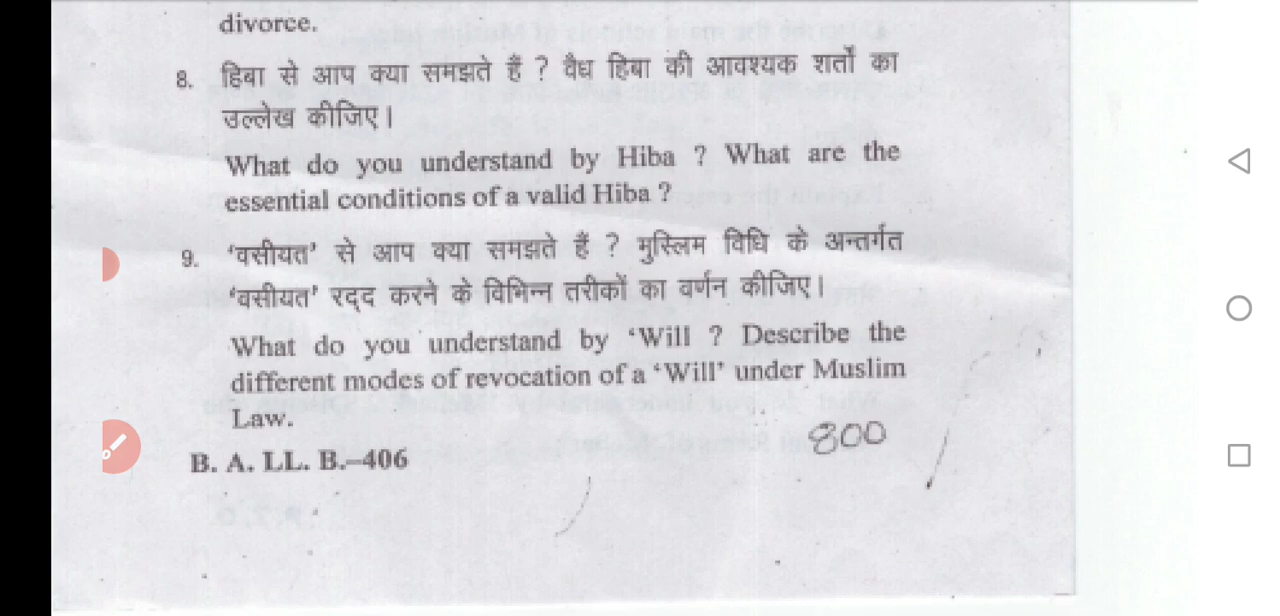 divorce.
8. हिबा से आप क्या समझते हैं ? वैध हिबा की आवश्यक शर्तों का
उल्लेख कीजिए।
What do you understand by Hiba ? What are the
essential conditions of a valid Hiba ?
9. 'वसीयत' से आप क्या समझते हैं ? मुस्लिम विधि के अन्तर्गत
'वसीयत' रद्द करने के विभिन्न तरीकों का वर्णन कीजिए।
What do you understand by 'Will ? Describe the
different modes of revocation of a 'Will' under Muslim
Law.
800
B. A. LL. B.–406